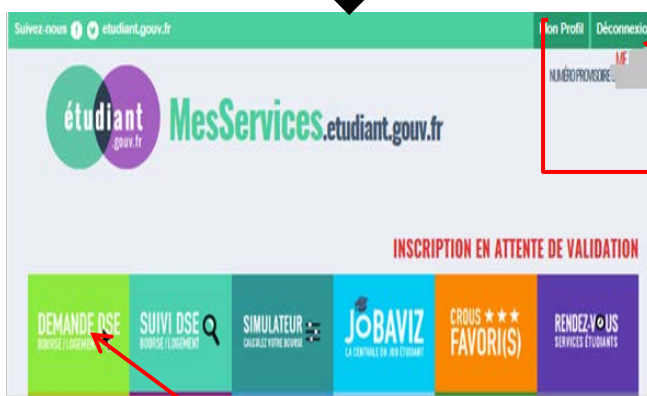 Suivez-nous etudiant.gouv.fr
Mon Profil Déconnexio
NUMÉRO PROVISOIRE
étudiant
.gouv.fr
MesServices.etudiant.gouv.fr
INSCRIPTION EN ATTENTE DE VALIDATION
DEMANDE DSE
BOURSE / LOGEMENT
SUIVI DSE
BOURSE / LOGEMENT
SIMULATEUR
CALCULEZ VOTRE BOURSE
JOBAVIZ
LA CENTRALE DU JOB ÉTUDIANT
CROUS
FAVORI(S)
RENDEZ-VOUS
SERVICES ÉTUDIANTS